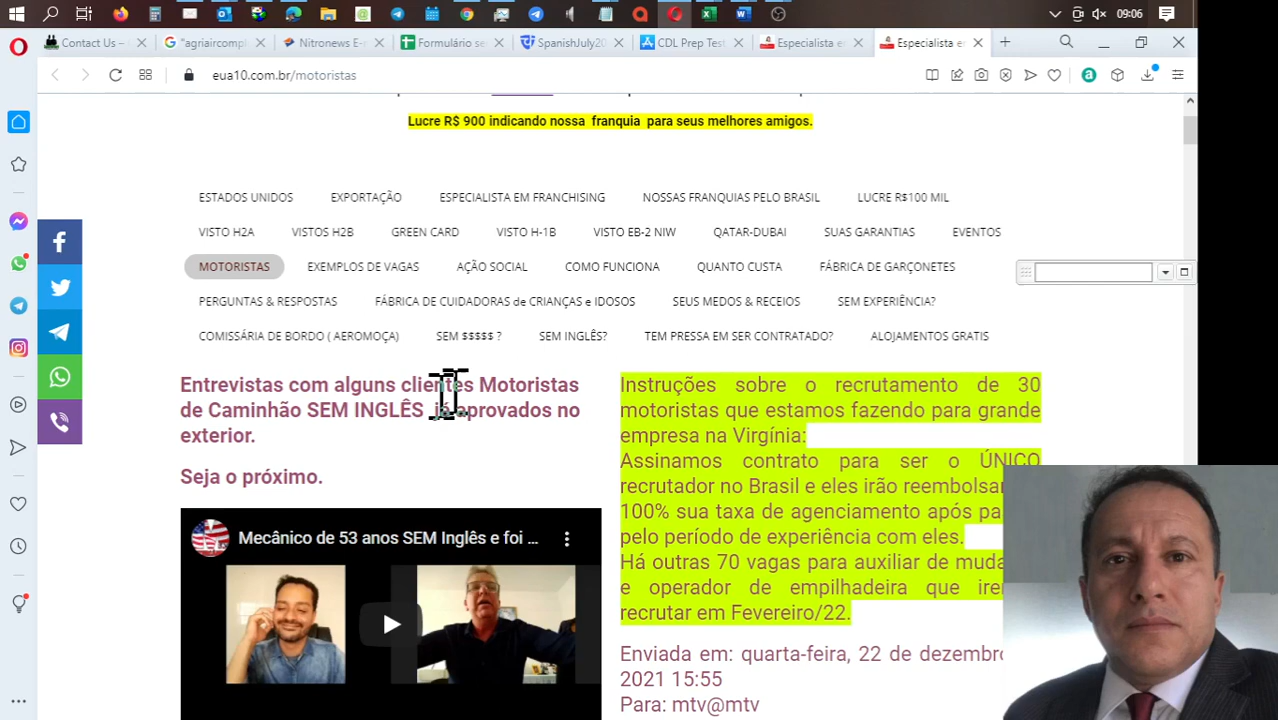 09:06
Contact Us –
"agriaircompl
Nitronews E-
Formulário se
SpanishJuly20
CDL Prep Test
Especialista e
Especialista e
eua10.com.br/motoristas
Lucre R$ 900 indicando nossa franquia para seus melhores amigos.
ESTADOS UNIDOS EXPORTAÇÃO ESPECIALISTA EM FRANCHISING NOSSAS FRANQUIAS PELO BRASIL LUCRE R$100 MIL
VISTO H2A VISTOS H2B GREEN CARD VISTO H-1B VISTO EB-2 NIW QATAR-DUBAI SUAS GARANTIAS EVENTOS
MOTORISTAS EXEMPLOS DE VAGAS AÇÃO SOCIAL COMO FUNCIONA QUANTO CUSTA FÁBRICA DE GARÇONETES
PERGUNTAS & RESPOSTAS FÁBRICA DE CUIDADORAS de CRIANÇAS e IDOSOS SEUS MEDOS & RECEIOS SEM EXPERIÊNCIA?
COMISSÁRIA DE BORDO ( AEROMOÇA) SEM $$$$$ ? SEM INGLÊS? TEM PRESSA EM SER CONTRATADO? ALOJAMENTOS GRATIS
Entrevistas com alguns clientes Motoristas
de Caminhão SEM INGLÊS já aprovados no
exterior.
Seja o próximo.
Mecânico de 53 anos SEM Inglês e foi ...
Instruções sobre o recrutamento de 30
motoristas que estamos fazendo para grande
empresa na Virgínia:
Assinamos contrato para ser o ÚNICO
recrutador no Brasil e eles irão reembolsar
100% sua taxa de agenciamento após pa
pelo período de experiência com eles.
Há outras 70 vagas para auxiliar de muda
e operador de empilhadeira que ire
recrutar em Fevereiro/22.
Enviada em: quarta-feira, 22 de dezembro
2021 15:55
Para: mtv@mtv